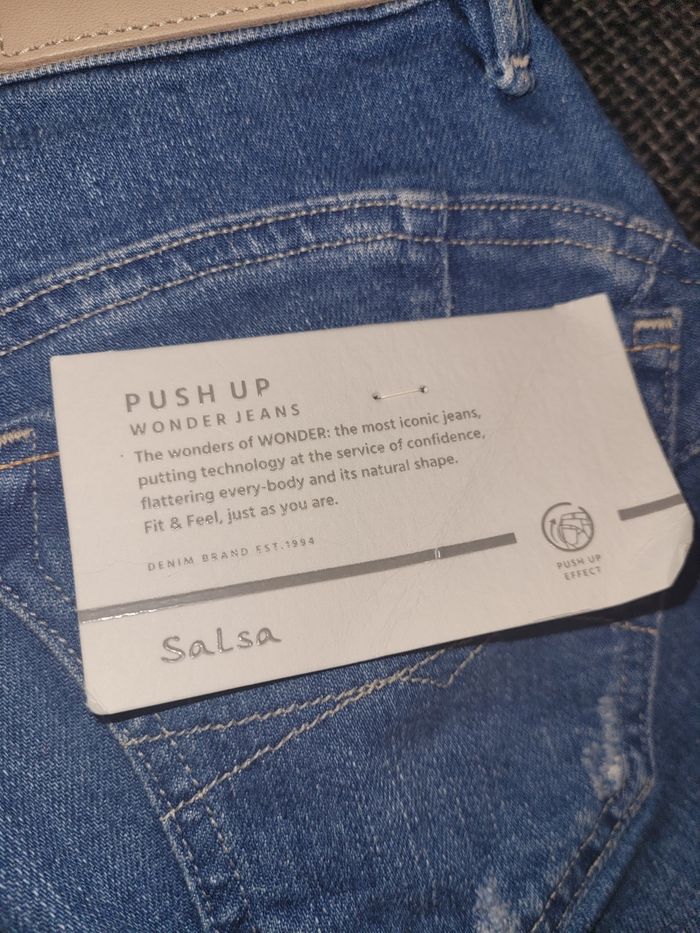 PUSH UP
WONDER JEANS
The wonders of WONDER: the most iconic jeans,
putting technology at the service of confidence,
flattering every-body and its natural shape.
Fit & Feel, just as you are.
DENIM BRAND EST.1994
PUSH UP
EFFECT
Salsa